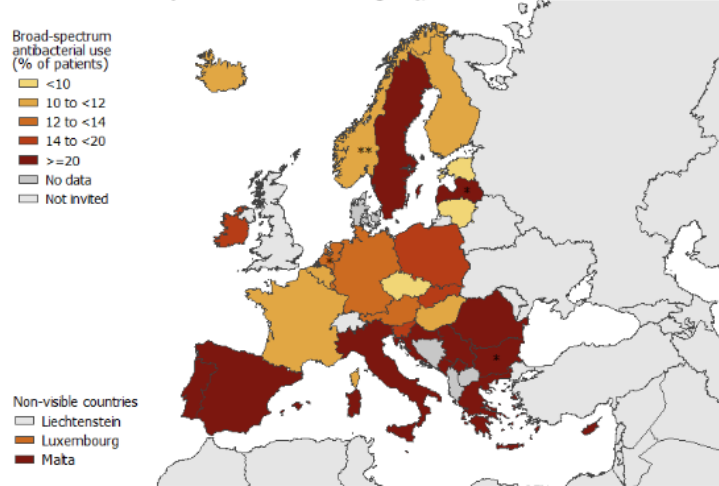 Broad-spectrum
antibacterial use
(% of patients)
<10
10 to <12
12 to <14
14 to <20
>=20
No data
Not invited
**
*
*
*
Non-visible countries
Liechtenstein
Luxembourg
Malta